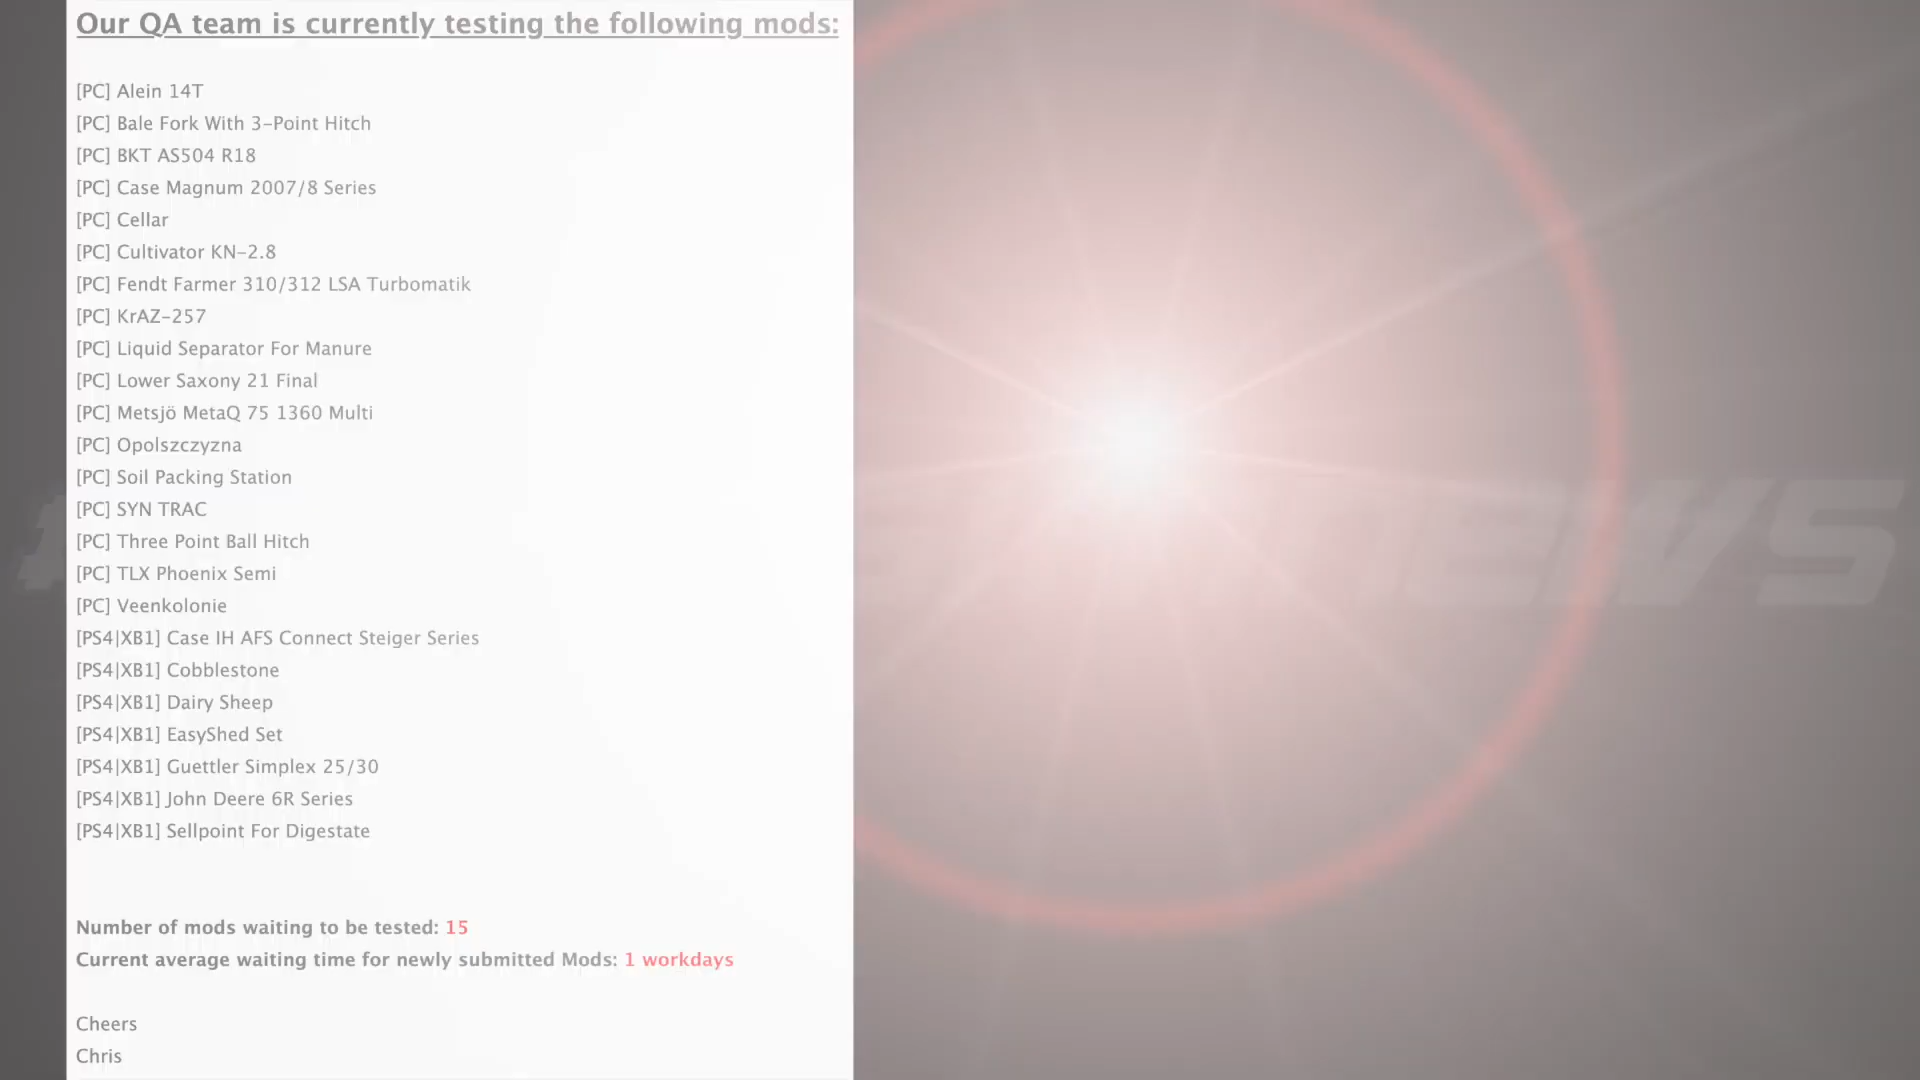 Our QA team is currently testing the following mods:
[PC] Alein 14T
[PC] Bale Fork With 3-Point Hitch
[PC] BKT AS504 R18
[PC] Case Magnum 2007/8 Series
[PC] Cellar
[PC] Cultivator KN-2.8
[PC] Fendt Farmer 310/312 LSA Turbomatik
[PC] KrAZ-257
[PC] Liquid Separator For Manure
[PC] Lower Saxony 21 Final
[PC] Metsjö MetaQ 75 1360 Multi
[PC] Opolszczyzna
[PC] Soil Packing Station
[PC] SYN TRAC
[PC] Three Point Ball Hitch
[PC] TLX Phoenix Semi
[PC] Veenkolonie
[PS4|XB1] Case IH AFS Connect Steiger Series
[PS4|XB1] Cobblestone
[PS4|XB1] Dairy Sheep
[PS4|XB1] EasyShed Set
[PS4|XB1] Guettler Simplex 25/30
[PS4|XB1] John Deere 6R Series
[PS4|XB1] Sellpoint For Digestate
Number of mods waiting to be tested: 15
Current average waiting time for newly submitted Mods: 1 workdays
Cheers
Chris
news